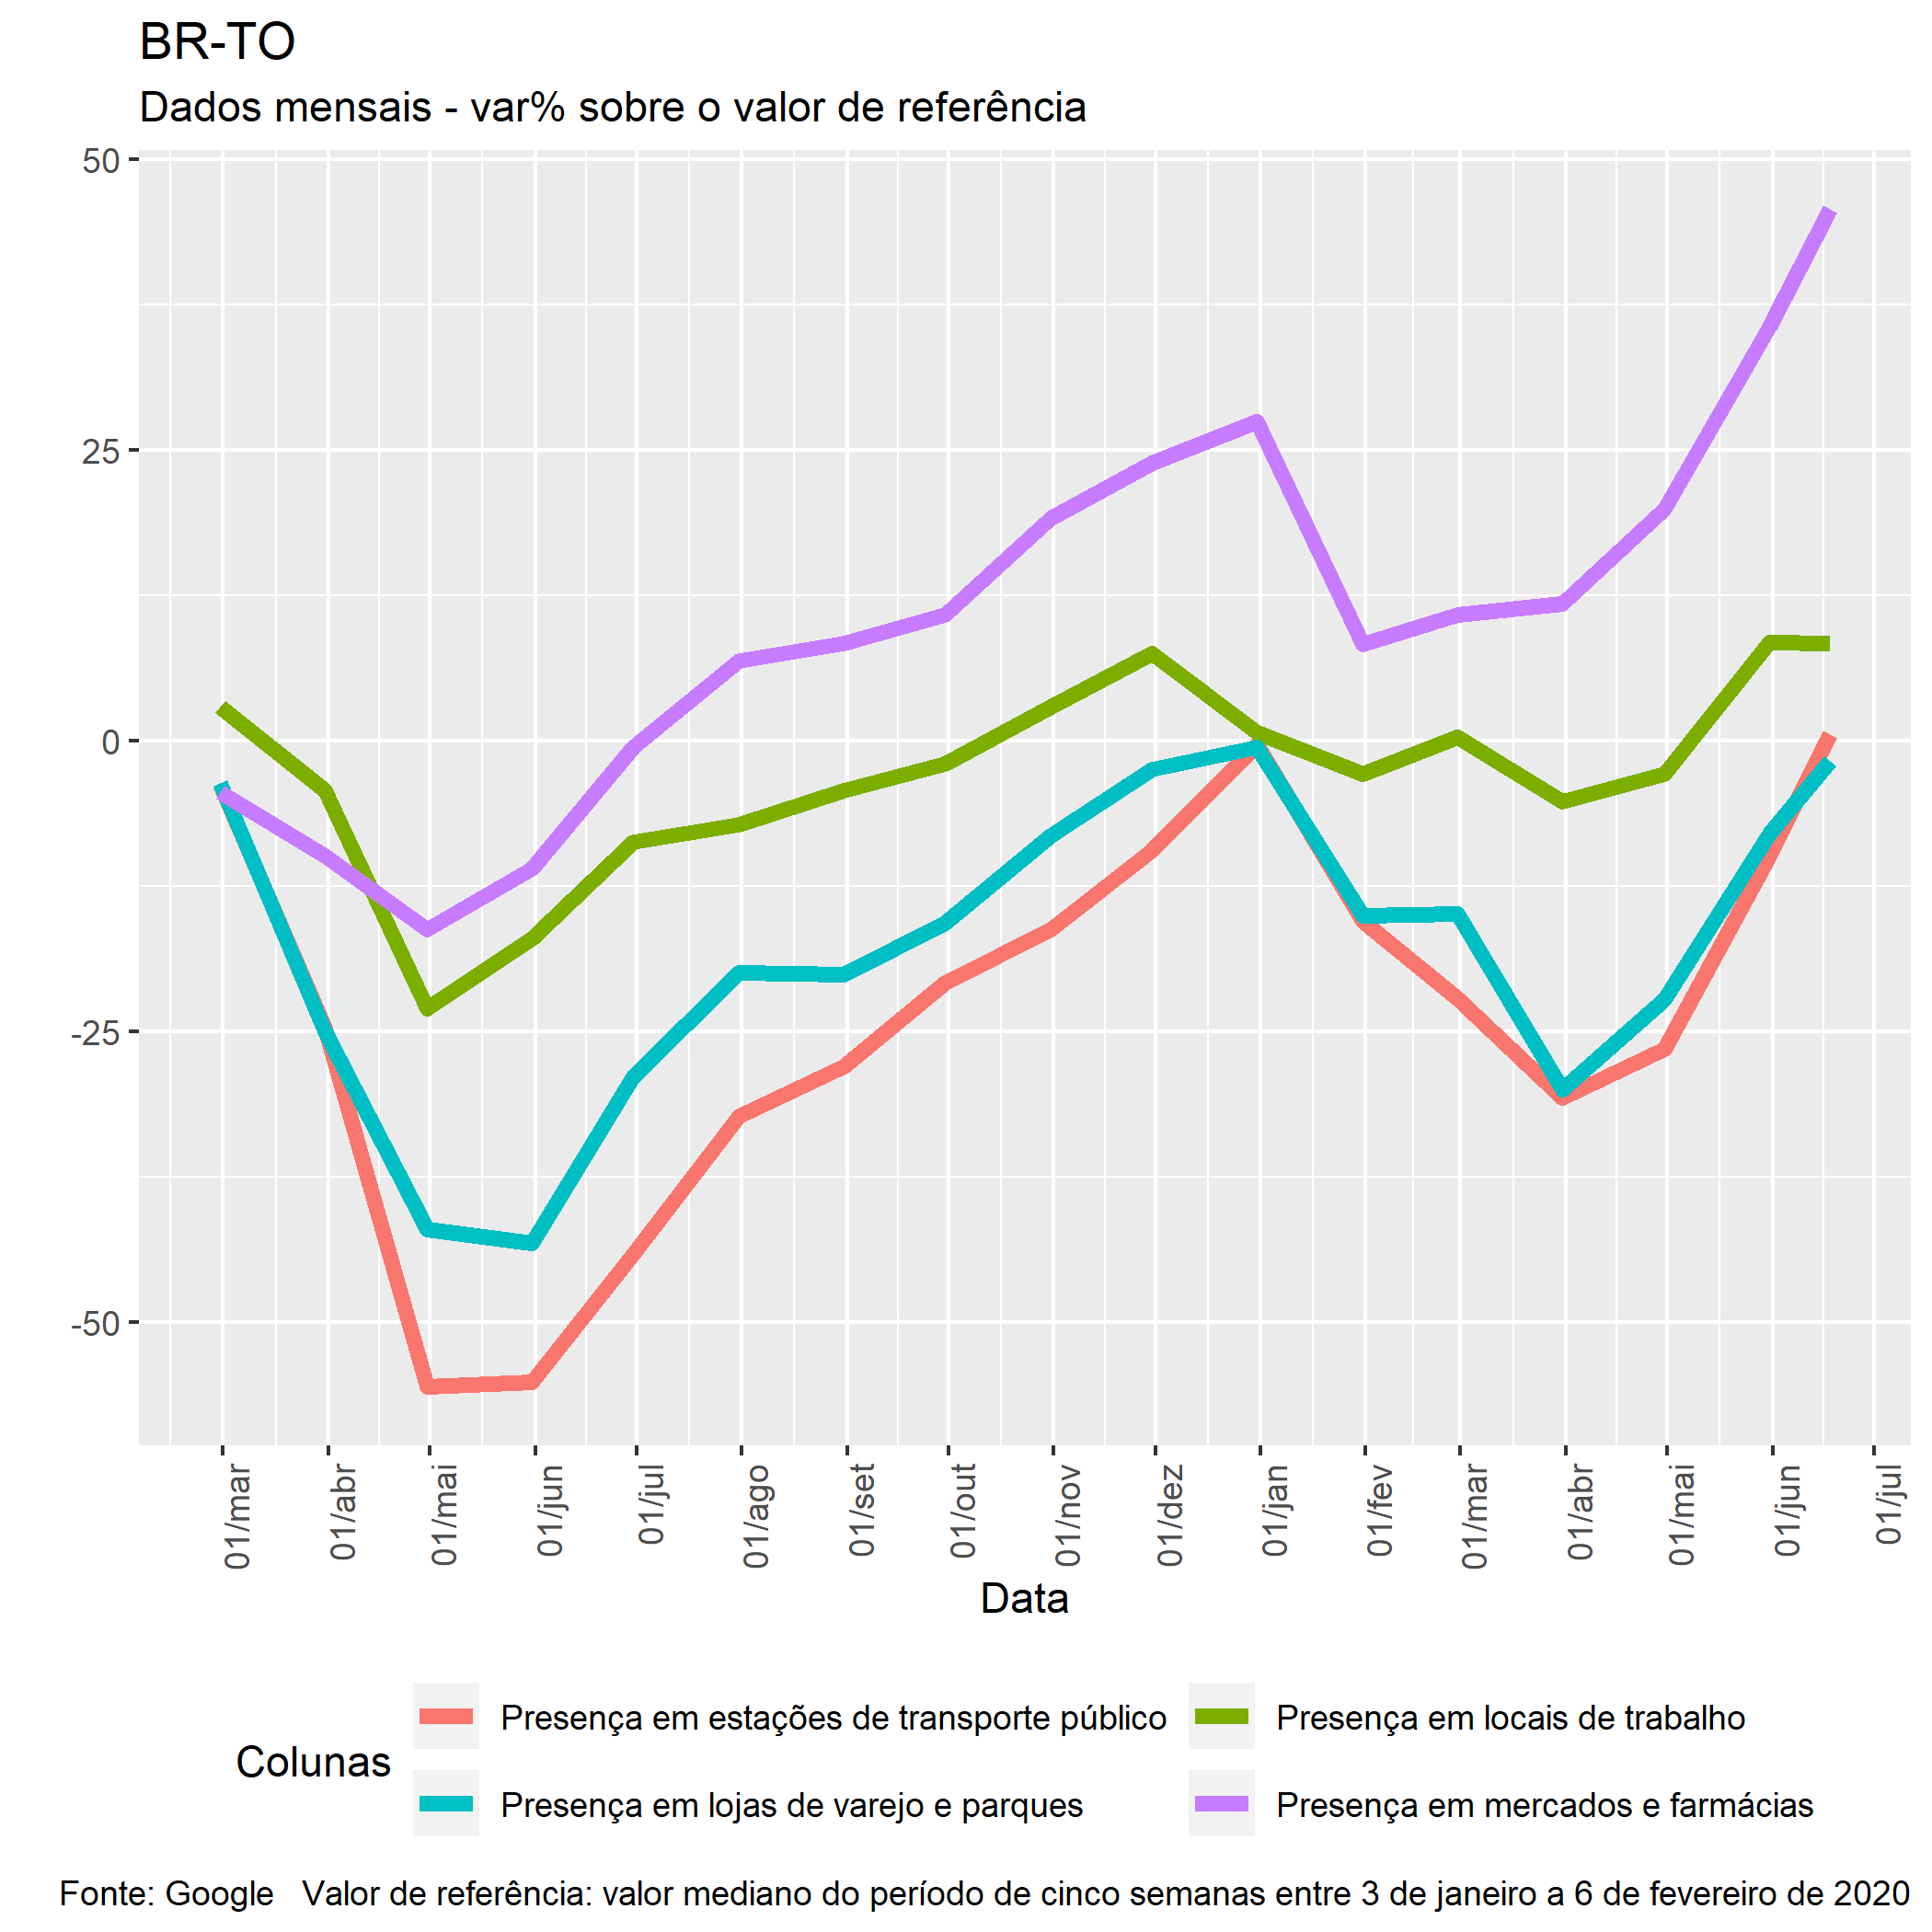 BR-TO
Dados mensais - var% sobre o valor de referência
50
25
0
-25
-50
01/mar
01/abr
01/mai
01/jun
01/jul
01/ago
01/set
01/out
01/nov
01/dez
01/jan
01/fev
01/mar
01/abr
01/mai
01/jun
01/jul
Data
Colunas
Presença em estações de transporte público
Presença em locais de trabalho
Presença em lojas de varejo e parques
Presença em mercados e farmácias
Fonte: Google   Valor de referência: valor mediano do período de cinco semanas entre 3 de janeiro a 6 de fevereiro de 2020